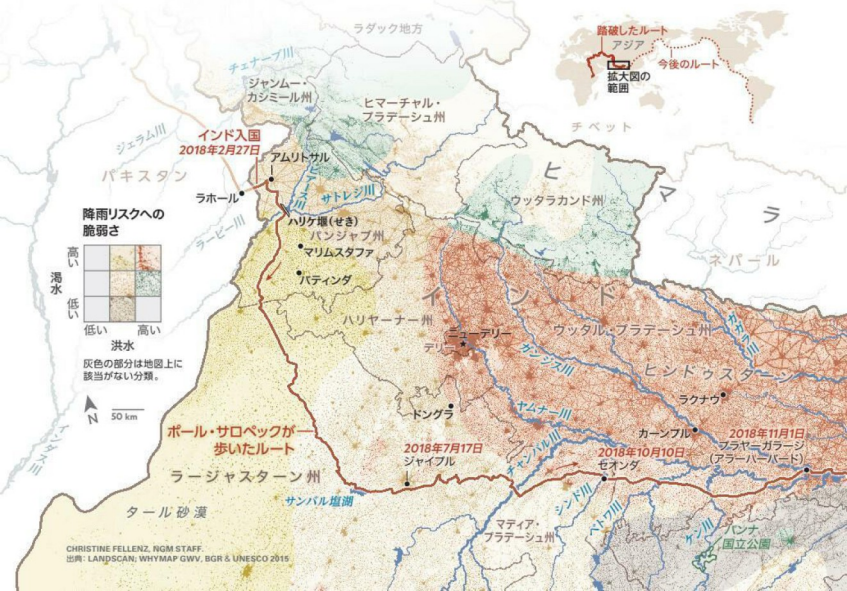 ラダック地方
チェナーブ川
ジャンムー・
カシミール州
ヒマーチャル・
プラデーシュ州
踏破したルート
アジア
今後のルート
拡大図の
範囲
チベット
インド入国
2018年2月27日
ジェラム川
アムリトサル
パキスタン
ラホール
ビアース川
サトレジ川
ヒ
マ
ラ
ヤ
ウッタラカンド州
ネパール
降雨リスクへの
脆弱さ
高い
渇水
低い
低い
高い
洪水
灰色の部分は地図上に
該当がない分類。
N
50 km
ラービー川
ハリケ堰(せき)
パンジャブ州
マリムスタファ
バティンダ
インド
ハリヤーナー州
ニューデリー
デリー
ウッタル・プラデーシュ州
ガンジス川
ガガラ川
ヒンドゥスターン
ラクナウ
ドングラ
ヤムナー川
カーンプル
チャンバル川
インダス川
ポール・サロペックが
歩いたルート
2018年7月17日
ジャイプル
2018年10月10日
セオンダ
2018年11月1日
プラヤーガラージ
(アラーハーバード)
ラージャスターン州
サンバル塩湖
タール砂漠
マディア・
プラデーシュ州
シンド川
ベトワ川
ケン川
パンナ
国立公園
CHRISTINE FELLENZ, NGM STAFF.
出典：LANDSCAN; WHYMAP GWV, BGR & UNESCO 2015